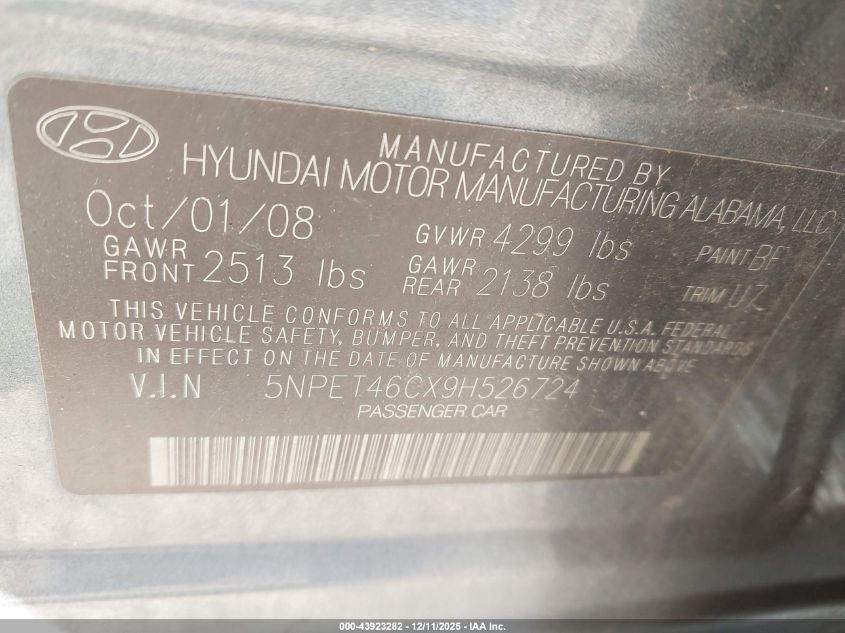 MANUFACTURED BY
HYUNDAI MOTOR MANUFACTURING ALABAMA, LLC
Oct/01/08 GVWR 4299 lbs PAINT BF
GAWR FRONT 2513 lbs GAWR REAR 2138 lbs TRIM UZ
THIS VEHICLE CONFORMS TO ALL APPLICABLE U.S.A. FEDERAL
MOTOR VEHICLE SAFETY, BUMPER, AND THEFT PREVENTION STANDARDS
IN EFFECT ON THE DATE OF MANUFACTURE SHOWN ABOVE
V.I.N 5NPET46CX9H526724
PASSENGER CAR
000-43923282 - 12/11/2025 - IAA Inc.